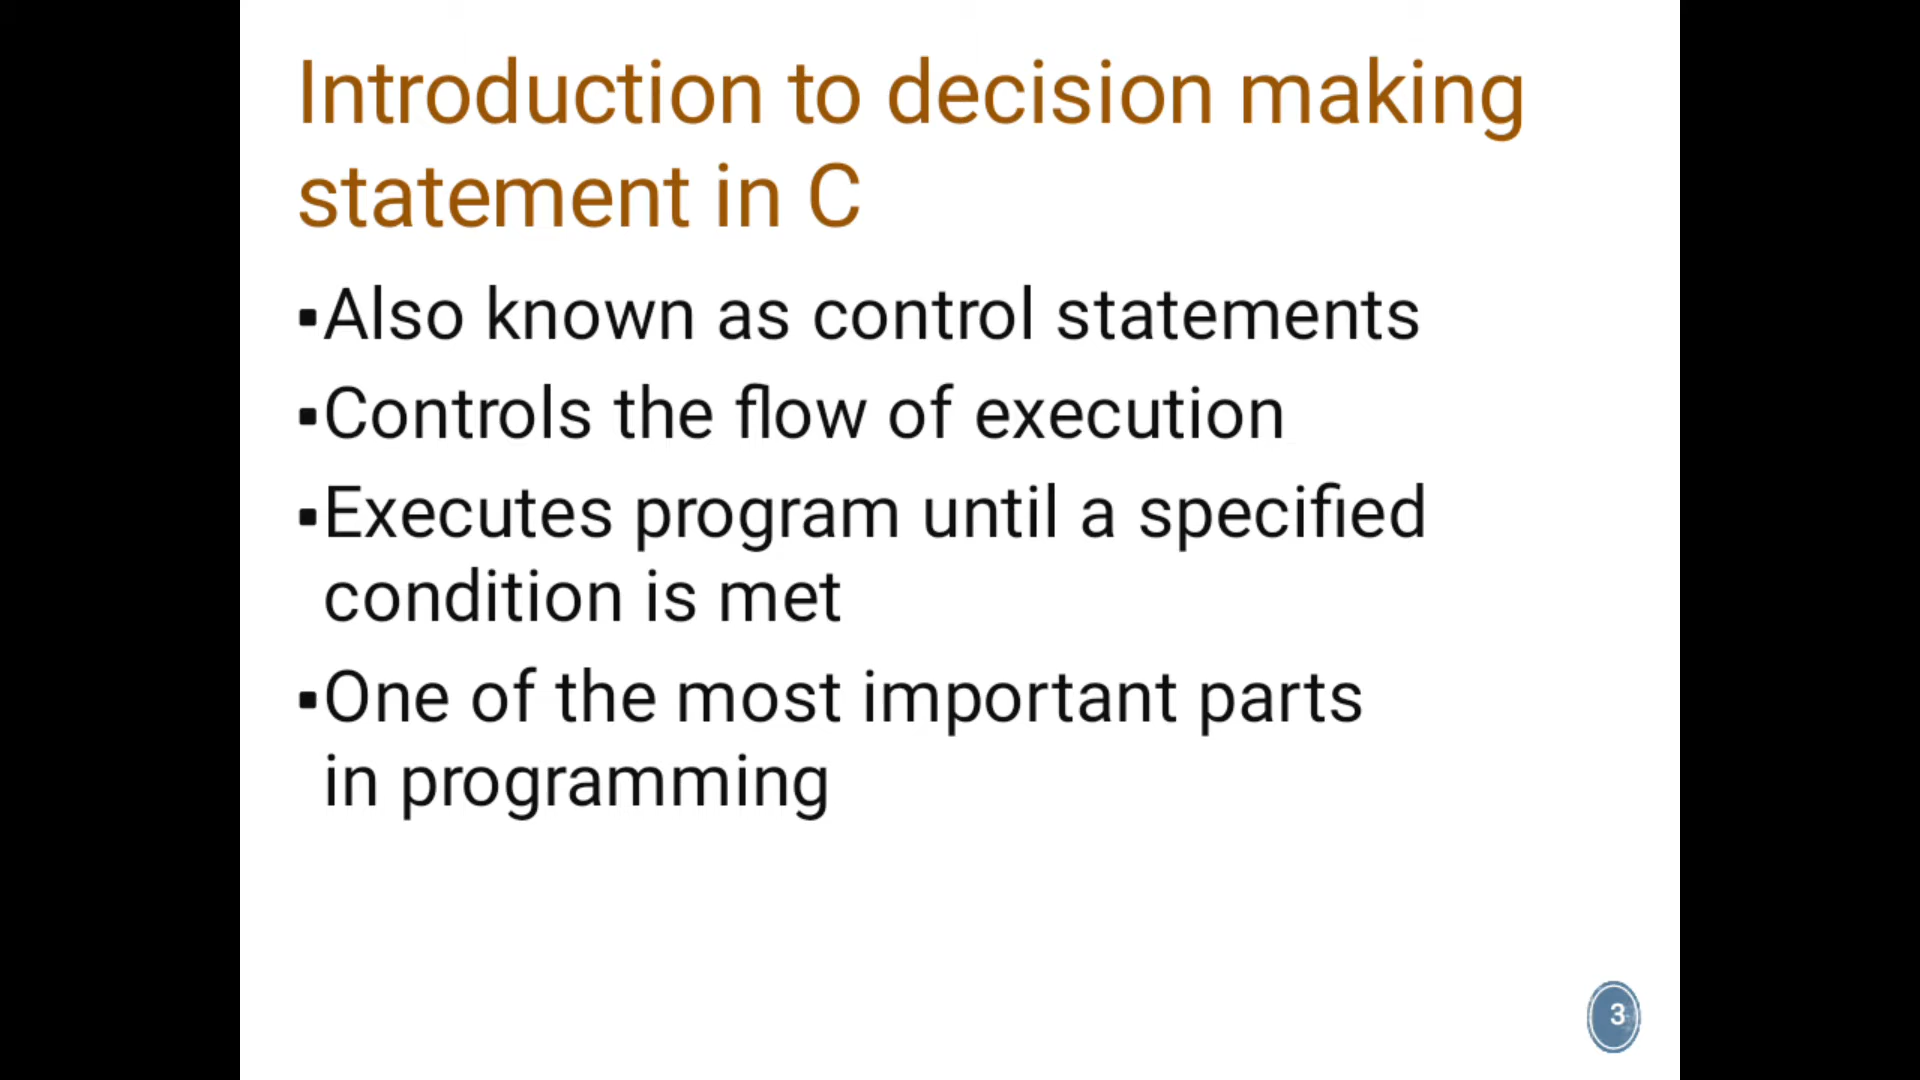 Introduction to decision making
statement in C
▪Also known as control statements
▪Controls the flow of execution
▪Executes program until a specified
condition is met
▪One of the most important parts
in programming
3